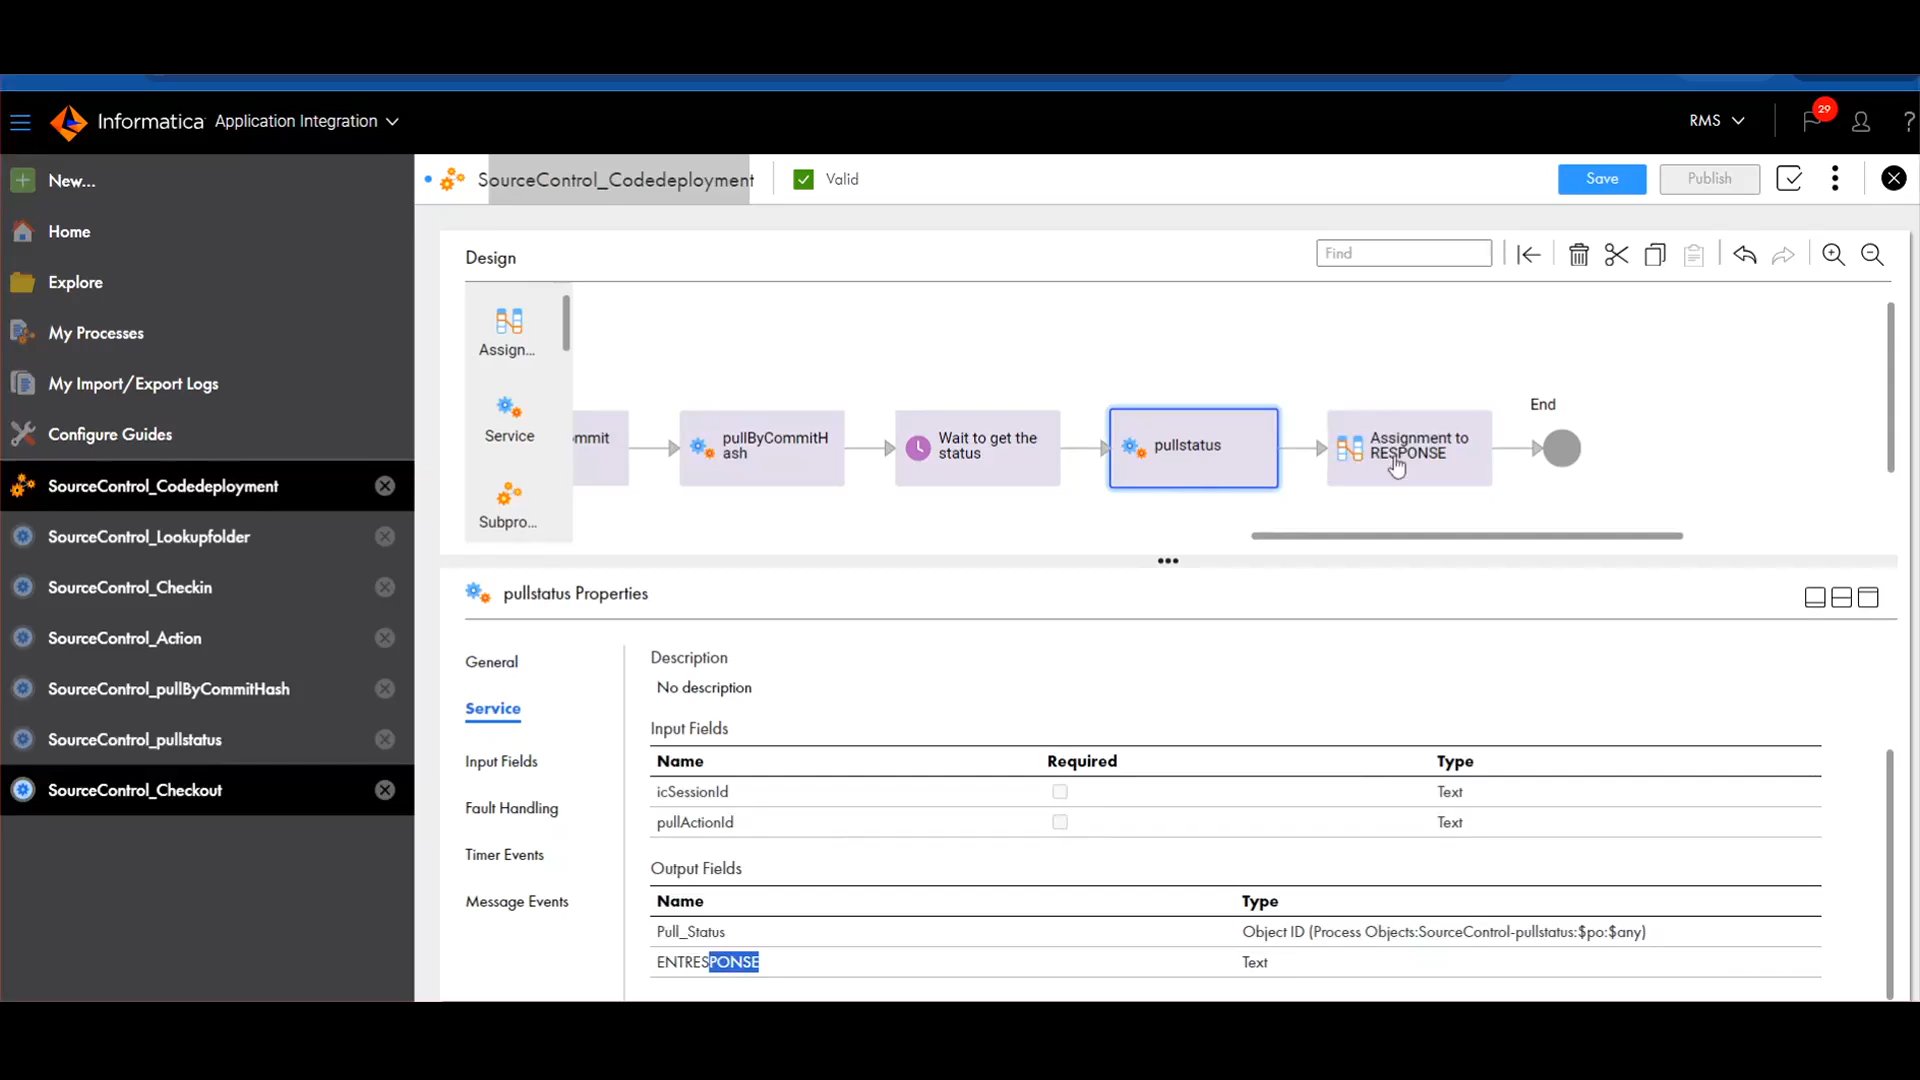 Informatica Application Integration
RMS
29
?
New...
Home
Explore
My Processes
My Import/Export Logs
Configure Guides
SourceControl_Codedeployment
SourceControl_Lookupfolder
SourceControl_Checkin
SourceControl_Action
SourceControl_pullByCommitHash
SourceControl_pullstatus
SourceControl_Checkout
SourceControl_Codedeployment
Valid
Save
Publish
Design
Find
Assign...
Service
Subpro...
ommit
pullByCommitH
ash
Wait to get the
status
pullstatus
Assignment to
RESPONSE
End
pullstatus Properties
General
Service
Input Fields
Fault Handling
Timer Events
Message Events
Description
No description
Input Fields
Name Required Type
icSessionId Text
pullActionId Text
Output Fields
Name Type
Pull_Status Object ID (Process Objects:SourceControl-pullstatus:$po:$any)
ENTRESPONSE Text